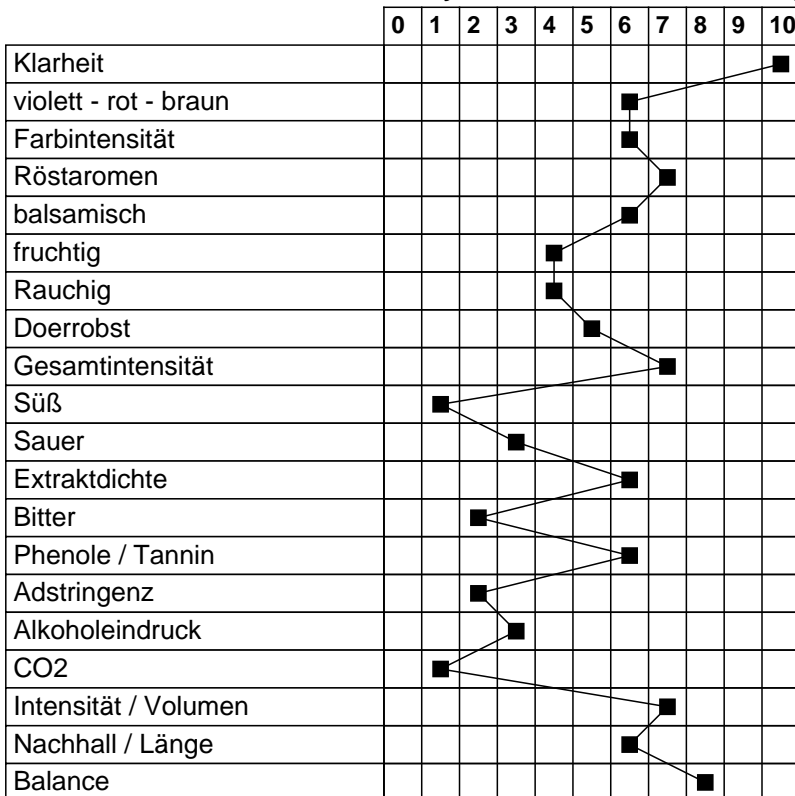 0 1 2 3 4 5 6 7 8 9 10
Klarheit
violett - rot - braun
Farbintensität
Röstaromen
balsamisch
fruchtig
Rauchig
Doerrobst
Gesamtintensität
Süß
Sauer
Extraktdichte
Bitter
Phenole / Tannin
Adstringenz
Alkoholeindruck
CO2
Intensität / Volumen
Nachhall / Länge
Balance